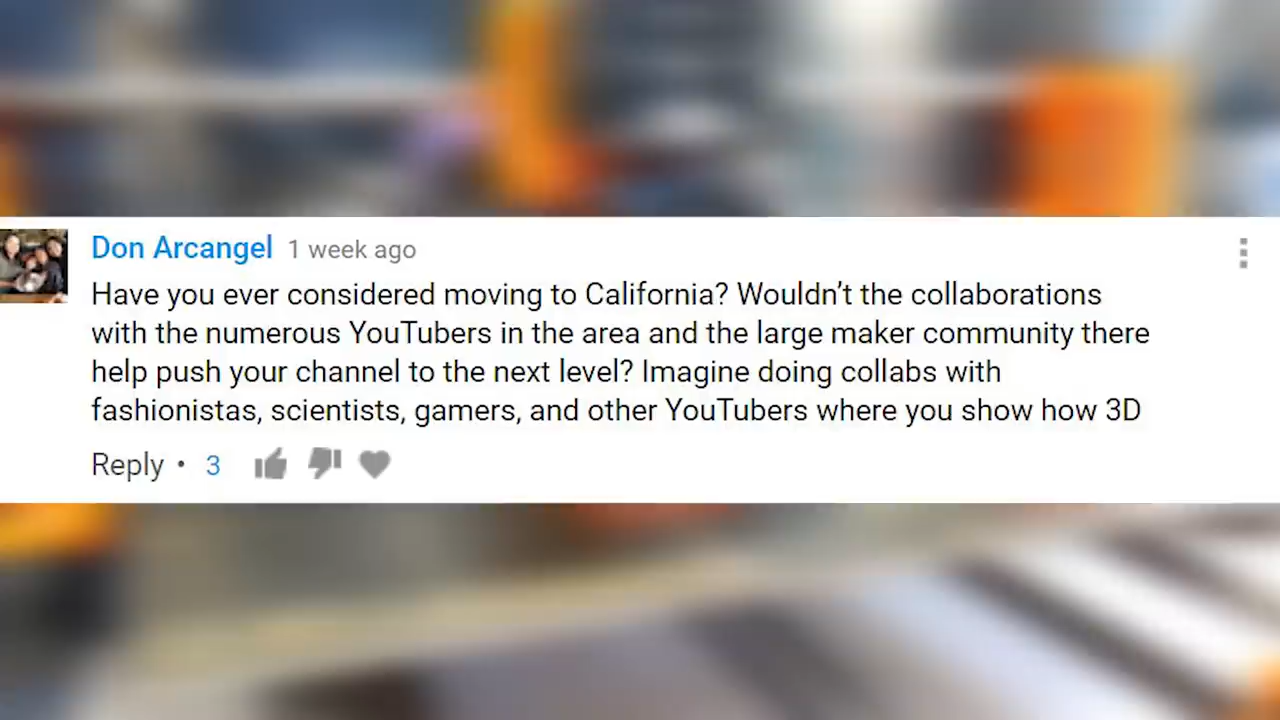 Don Arcangel 1 week ago
Have you ever considered moving to California? Wouldn’t the collaborations
with the numerous YouTubers in the area and the large maker community there
help push your channel to the next level? Imagine doing collabs with
fashionistas, scientists, gamers, and other YouTubers where you show how 3D
Reply • 3